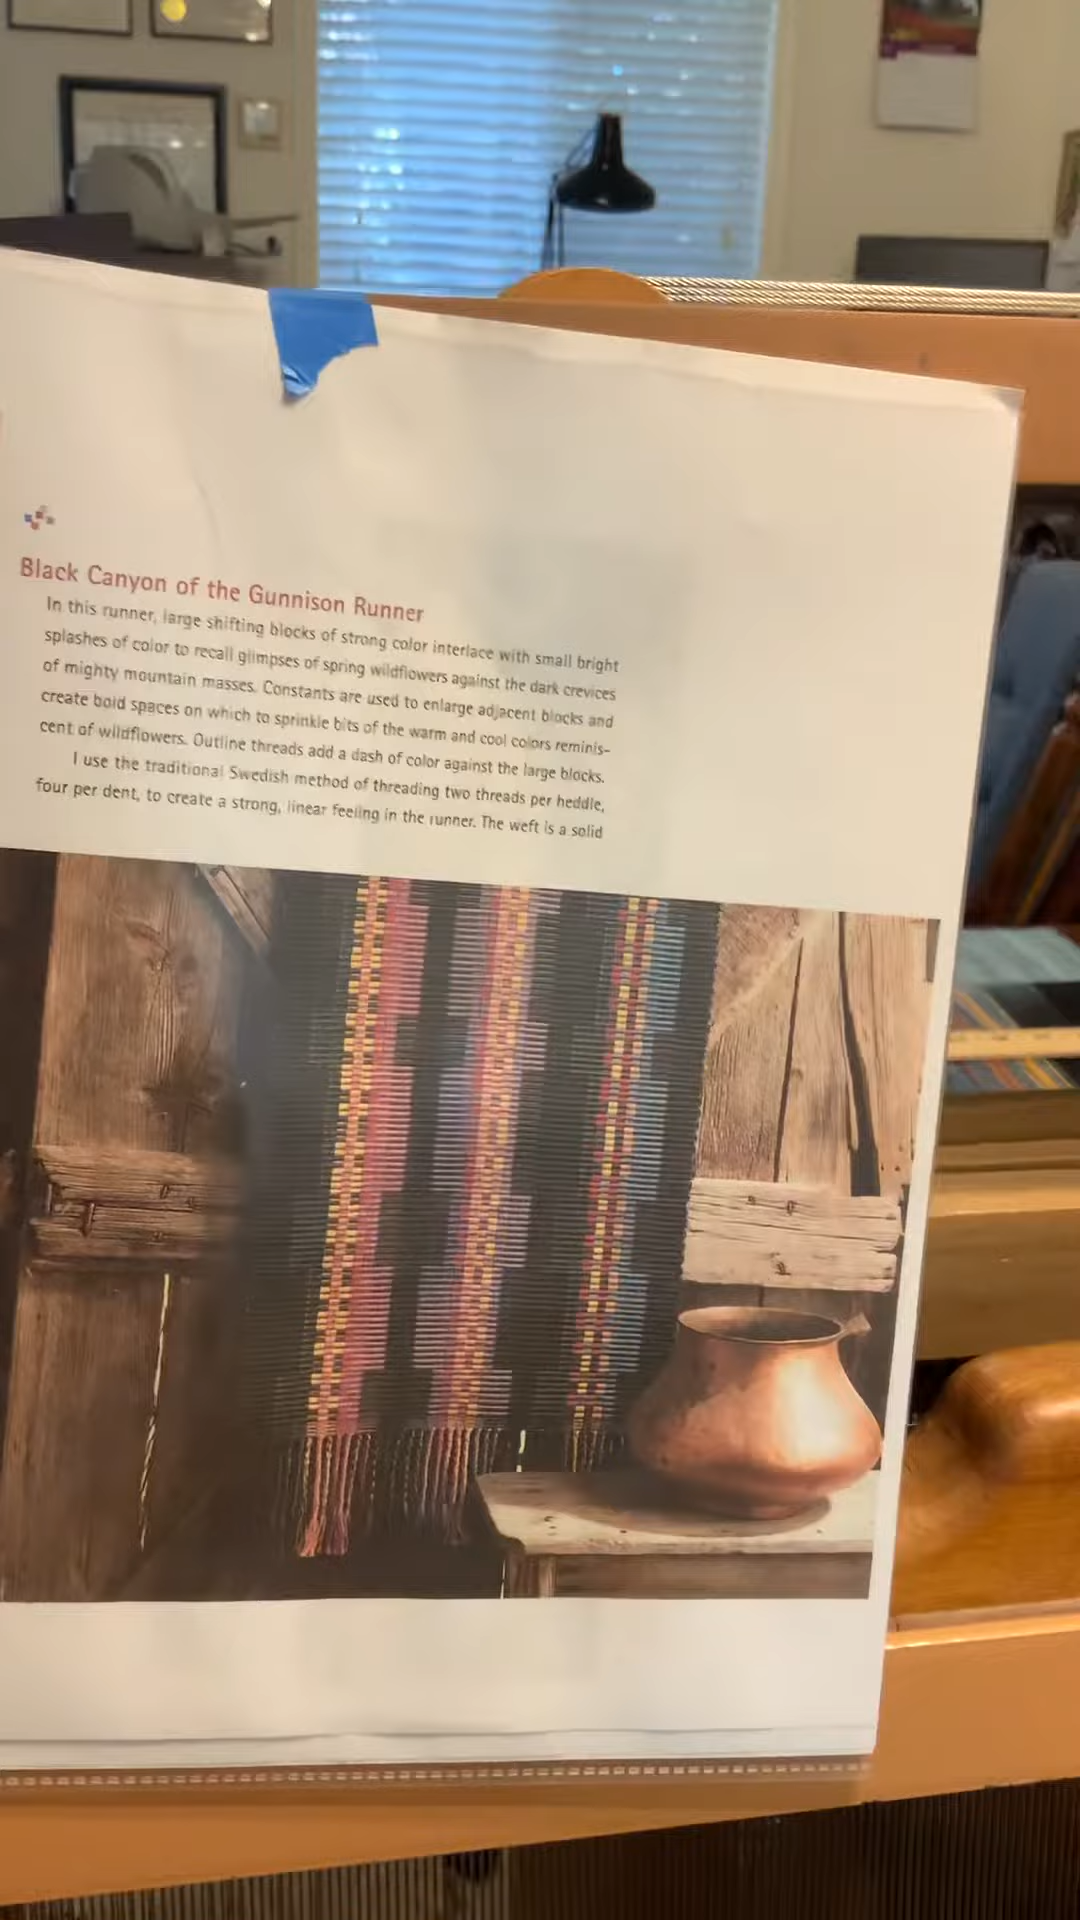 Black Canyon of the Gunnison Runner
In this runner, large shifting blocks of strong color interlace with small bright
splashes of color to recall glimpses of spring wildflowers against the dark crevices
of mighty mountain masses. Constants are used to enlarge adjacent blocks and
create bold spaces on which to sprinkle bits of the warm and cool colors reminis-
cent of wildflowers. Outline threads add a dash of color against the large blocks.
I use the traditional Swedish method of threading two threads per heddle,
four per dent, to create a strong, linear feeling in the runner. The weft is a solid